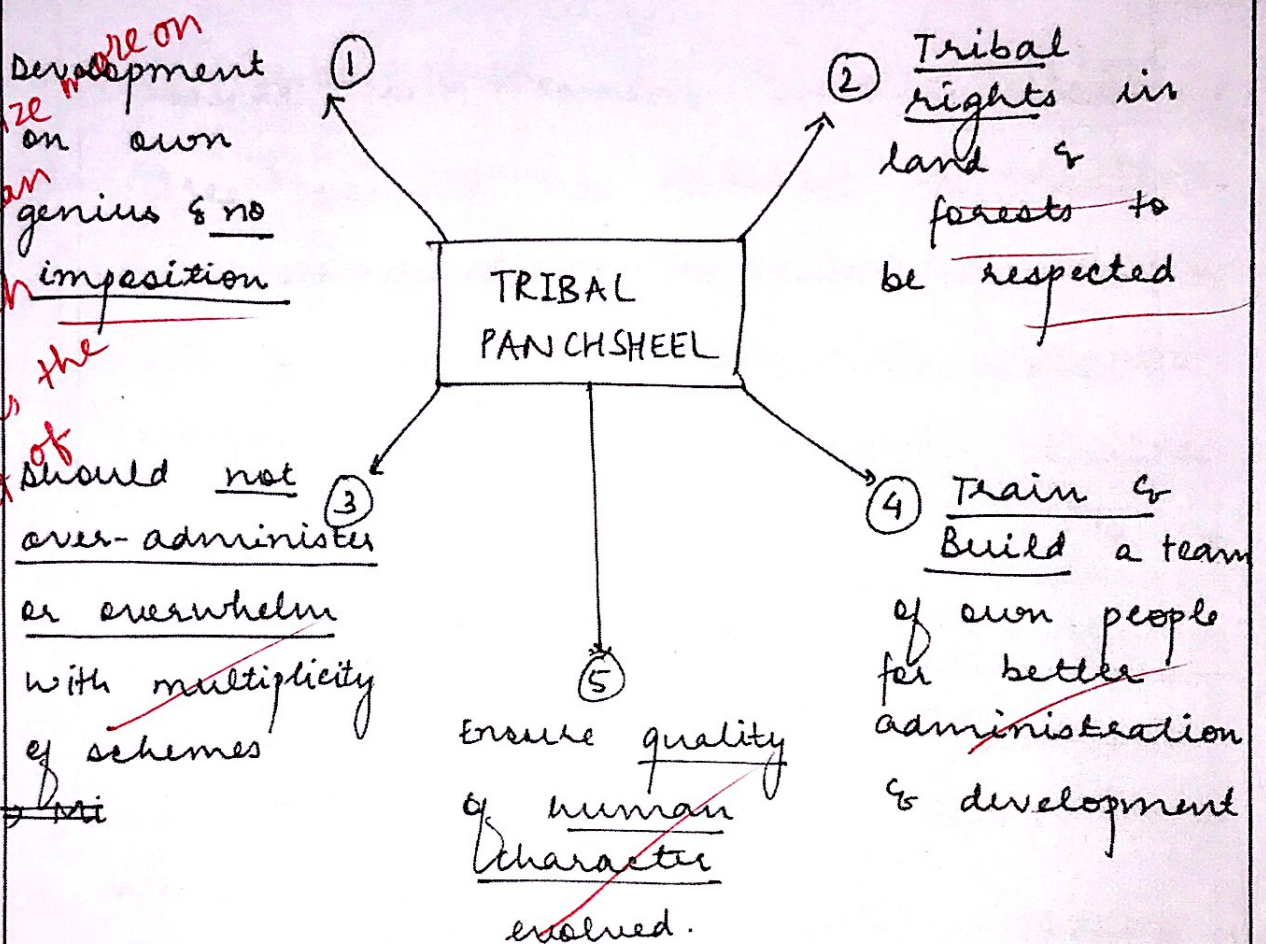 TRIBAL
PANCHSHEEL
①
Development
on own
genius & no
imposition
②
Tribal
rights in
land &
forests to
be respected
③
Should not
over-administer
or overwhelm
with multiplicity
of schemes
④
Train &
Build a team
of own people
for better
administration
& development
⑤
Ensure quality
of human
character
evolved.
more on
the
of